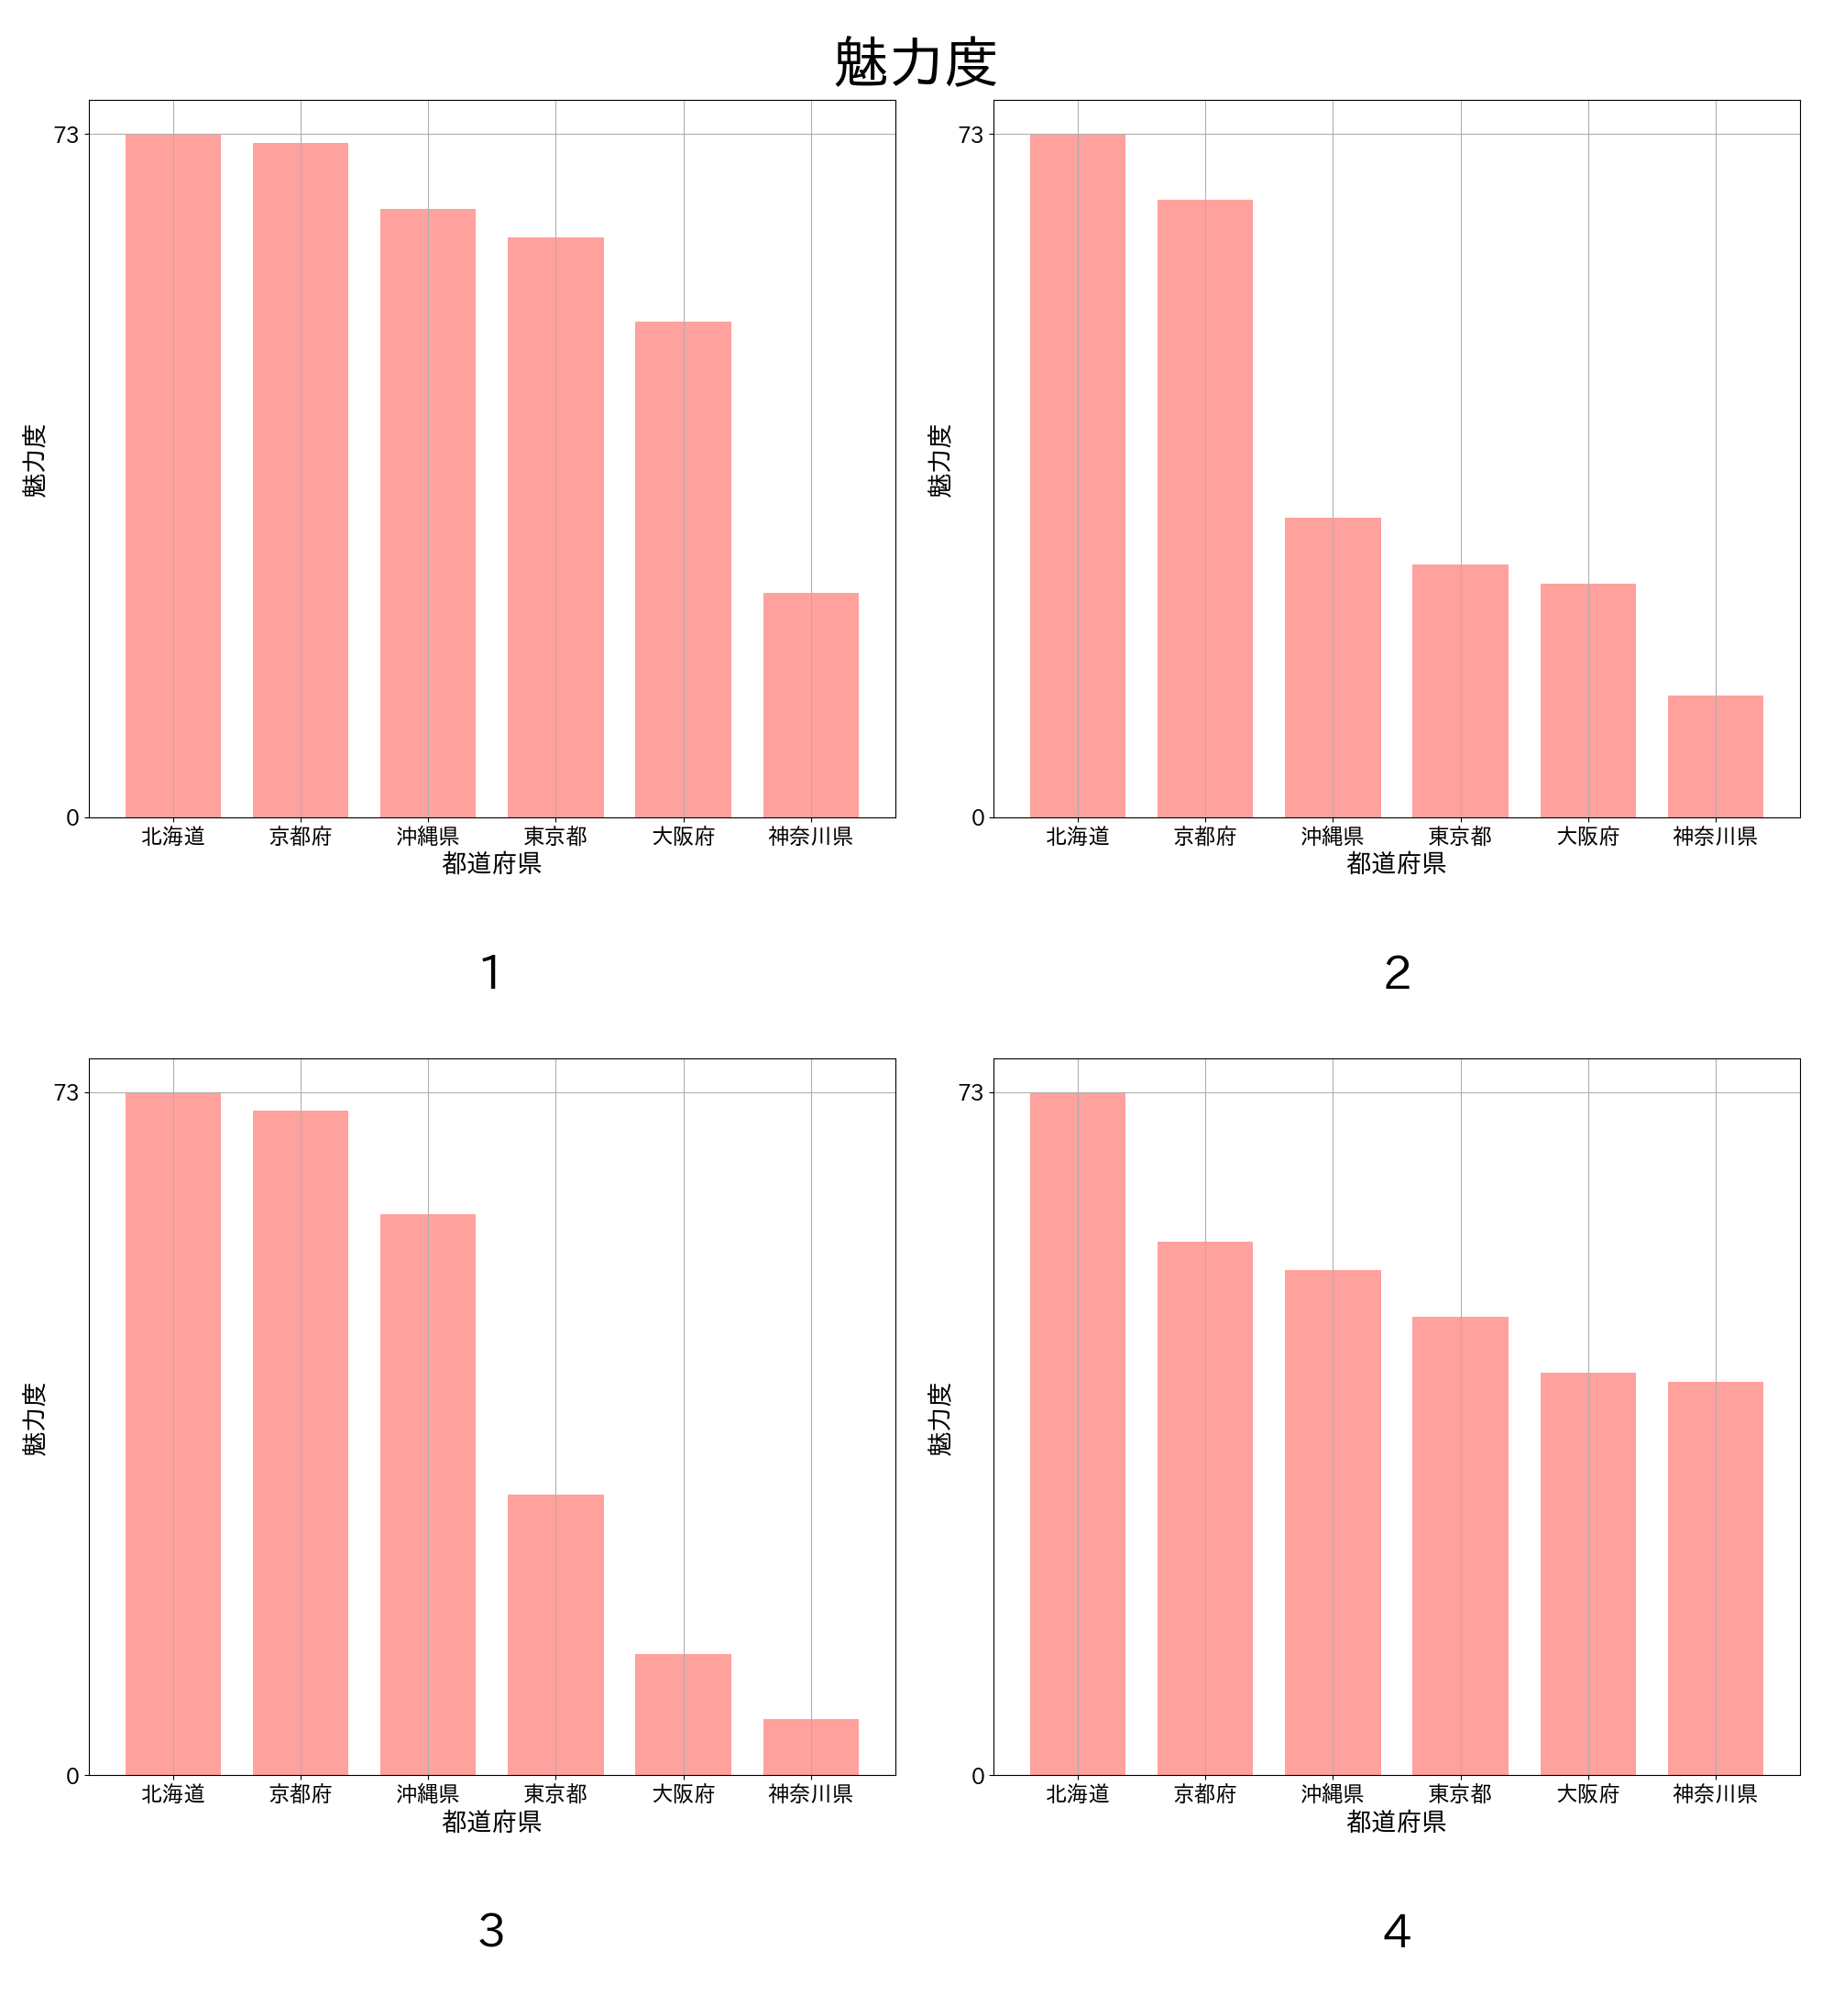 魅力度
73
0
魅力度
北海道 京都府 沖縄県 東京都 大阪府 神奈川県
都道府県
1
73
0
魅力度
北海道 京都府 沖縄県 東京都 大阪府 神奈川県
都道府県
2
73
0
魅力度
北海道 京都府 沖縄県 東京都 大阪府 神奈川県
都道府県
3
73
0
魅力度
北海道 京都府 沖縄県 東京都 大阪府 神奈川県
都道府県
4